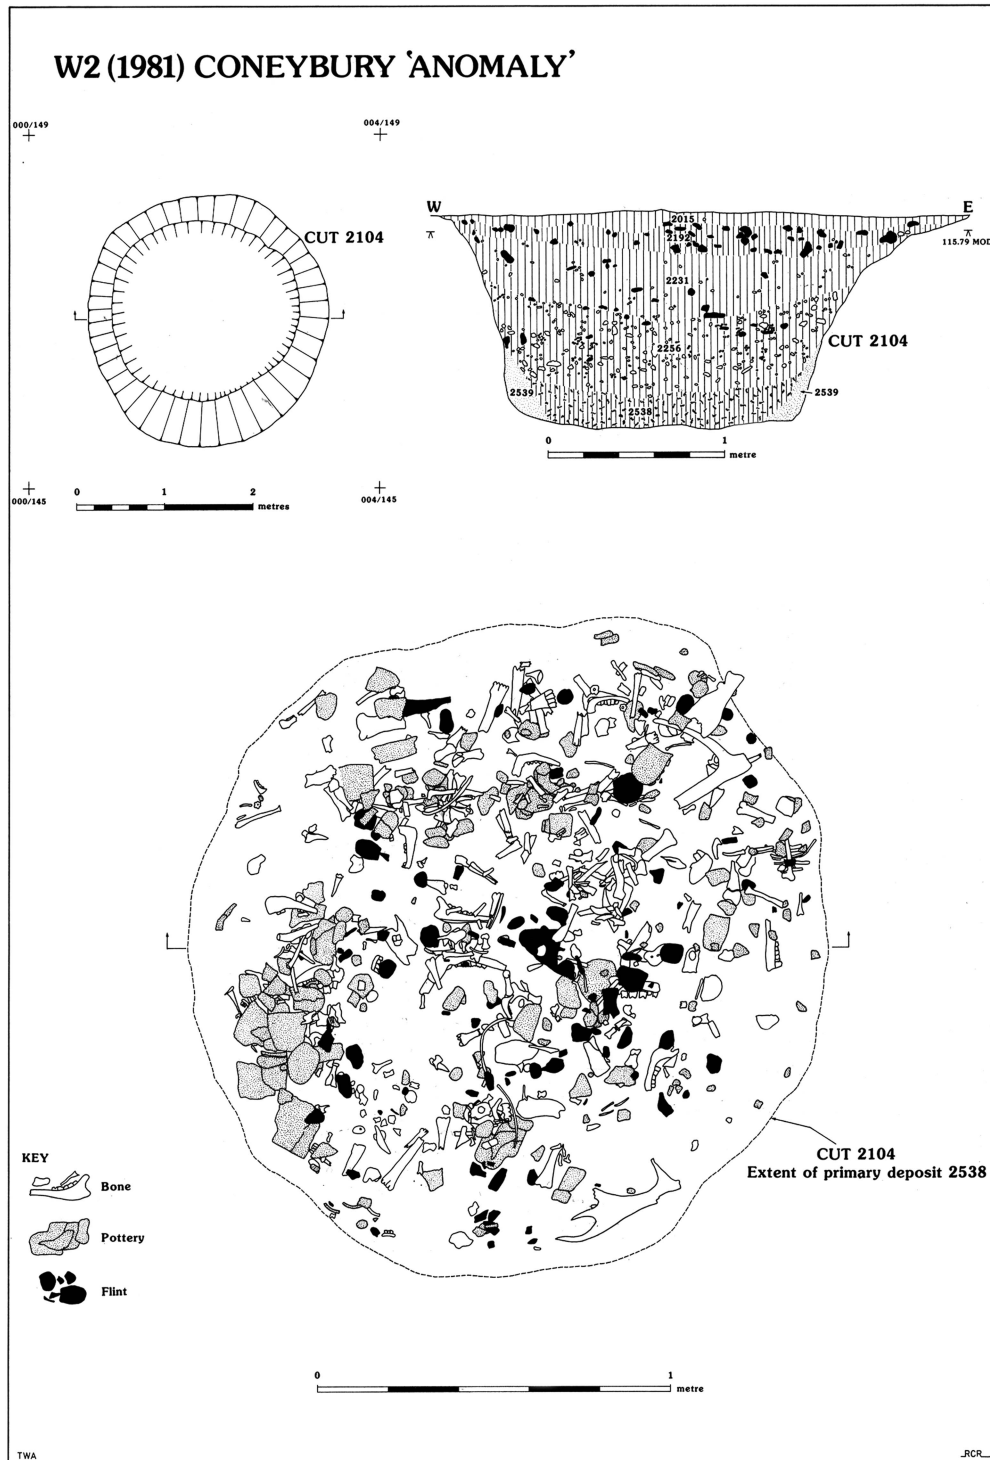 W2 (1981) CONEYBURY ‘ANOMALY’
000/149
004/149
CUT 2104
000/145
004/145
0 1 2
metres
W
E
2015
2192
115.79 MOD
2231
CUT 2104
2256
2539
2539
2538
0 1
metre
CUT 2104
Extent of primary deposit 2538
KEY
Bone
Pottery
Flint
0 1
metre
TWA
RCR